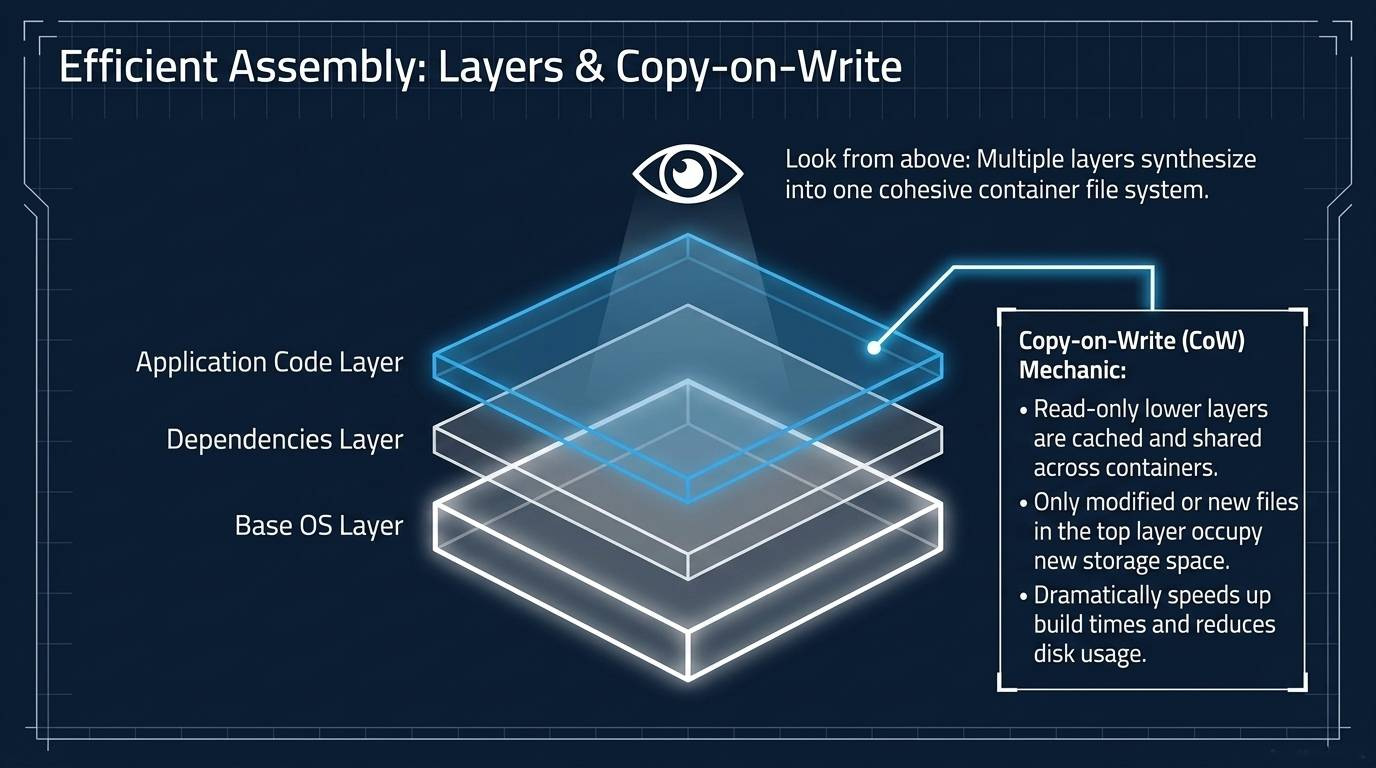 Efficient Assembly: Layers & Copy-on-Write
Look from above: Multiple layers synthesize
into one cohesive container file system.
Application Code Layer
Dependencies Layer
Base OS Layer
Copy-on-Write (CoW)
Mechanic:
• Read-only lower layers
are cached and shared
across containers.
• Only modified or new files
in the top layer occupy
new storage space.
• Dramatically speeds up
build times and reduces
disk usage.